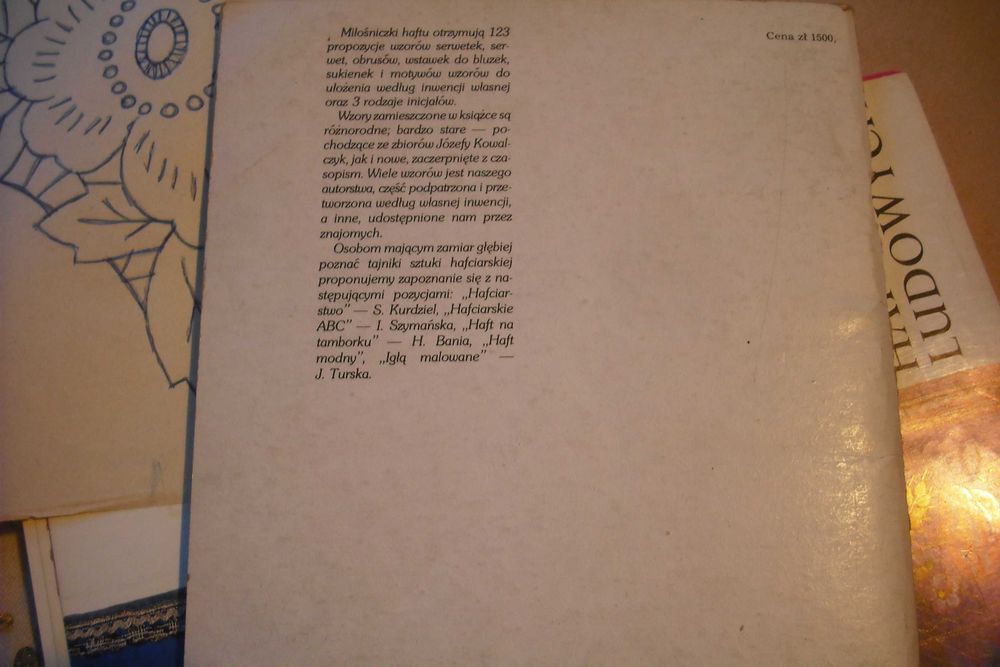 Miłośniczki haftu otrzymują 123
propozycje wzorów serwetek, ser-
wet, obrusów, wstawek do bluzek,
sukienek i motywów wzorów do
ułożenia według inwencji własnej
oraz 3 rodzaje inicjałów.
Wzory zamieszczone w książce są
różnorodne; bardzo stare — po-
chodzące ze zbiorów Józefy Kowal-
czyk, jak i nowe, zaczerpnięte z cza-
sopism. Wiele wzorów jest naszego
autorstwa, część podpatrzona i prze-
tworzona według własnej inwencji,
a inne, udostępnione nam przez
znajomych.
Osobom mającym zamiar głębiej
poznać tajniki sztuki hafciarskiej
proponujemy zapoznanie się z na-
stępującymi pozycjami: „Hafciar-
stwo" — S. Kurdziel, „Hafciarskie
ABC" — I. Szymańska, „Haft na
tamborku" — H. Bania, „Haft
modny", „Igłą malowane" —
J. Turska.
Cena zł 1500,
LUDOWYCH